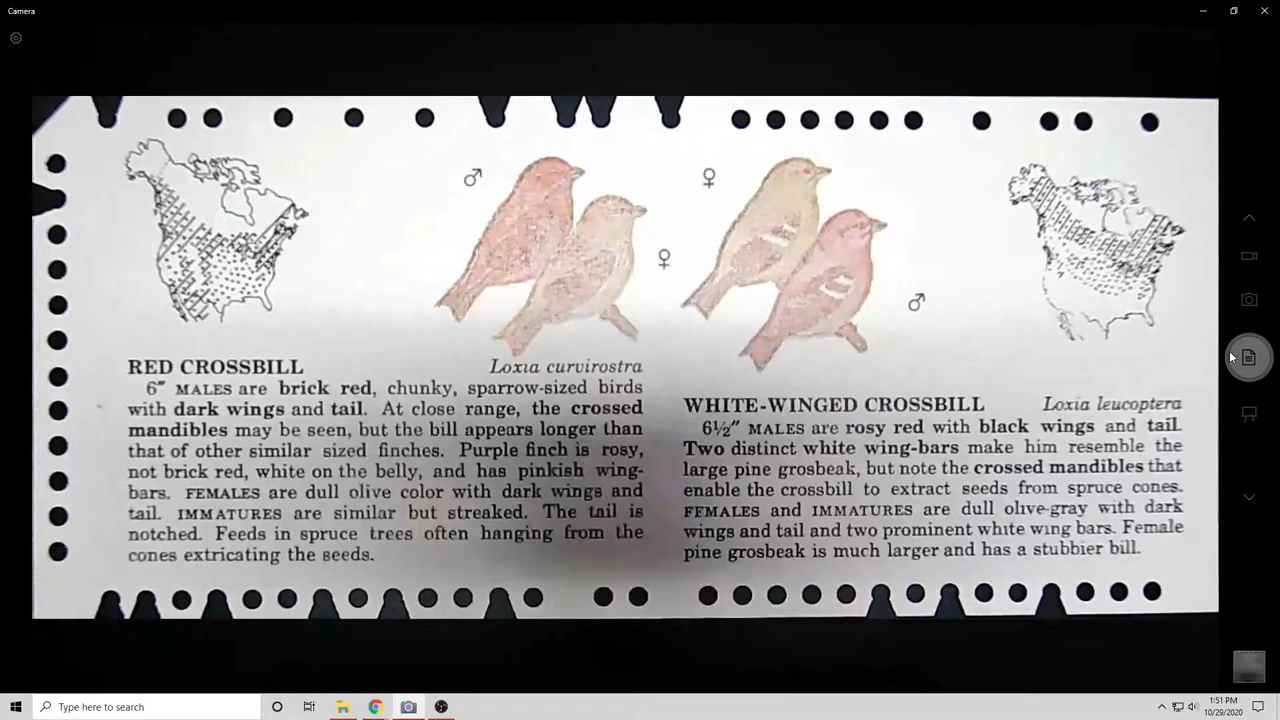 Camera
♂
♀
♀
♂
RED CROSSBILL Loxia curvirostra
6″ MALES are brick red, chunky, sparrow-sized birds
with dark wings and tail. At close range, the crossed
mandibles may be seen, but the bill appears longer than
that of other similar sized finches. Purple finch is rosy,
not brick red, white on the belly, and has pinkish wing-
bars. FEMALES are dull olive color with dark wings and
tail. IMMATURES are similar but streaked. The tail is
notched. Feeds in spruce trees often hanging from the
cones extricating the seeds.
WHITE-WINGED CROSSBILL Loxia leucoptera
6½″ MALES are rosy red with black wings and tail.
Two distinct white wing-bars make him resemble the
large pine grosbeak, but note the crossed mandibles that
enable the crossbill to extract seeds from spruce cones.
FEMALES and IMMATURES are dull olive-gray with dark
wings and tail and two prominent white wing bars. Female
pine grosbeak is much larger and has a stubbier bill.
Type here to search
1:51 PM
10/29/2020